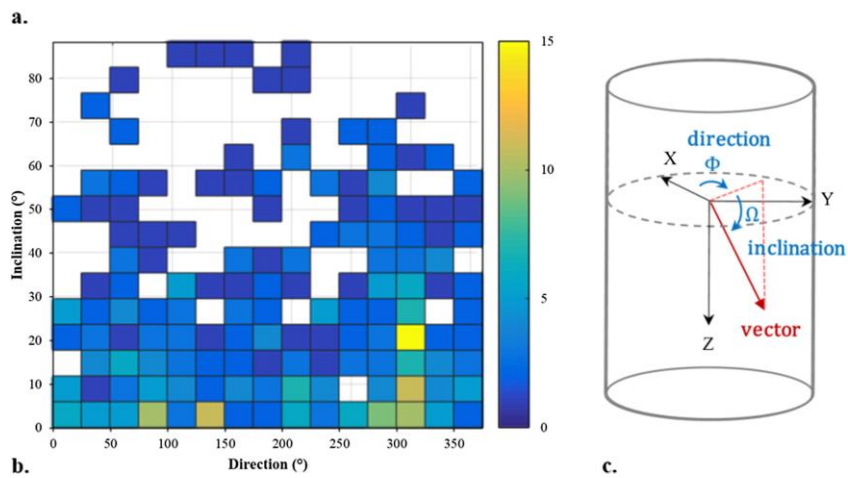 a.
15
10
5
0
80
70
60
50
40
30
20
10
0
Inclination (°)
0 50 100 150 200 250 300 350
Direction (°)
direction
Φ
X
Y
Ω
inclination
vector
Z
b.
c.